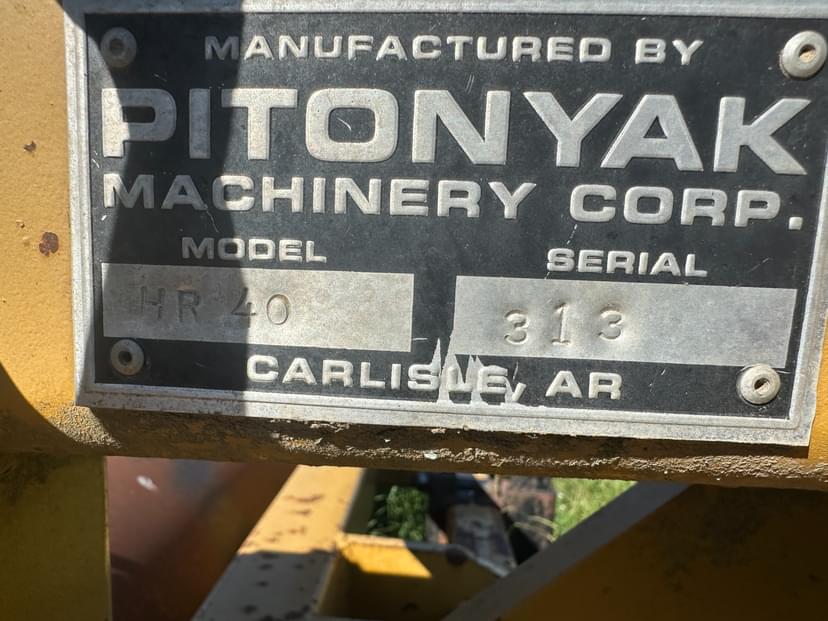 MANUFACTURED BY
PITONYAK
MACHINERY CORP.
MODEL SERIAL
HR 40 313
CARLISLE, AR